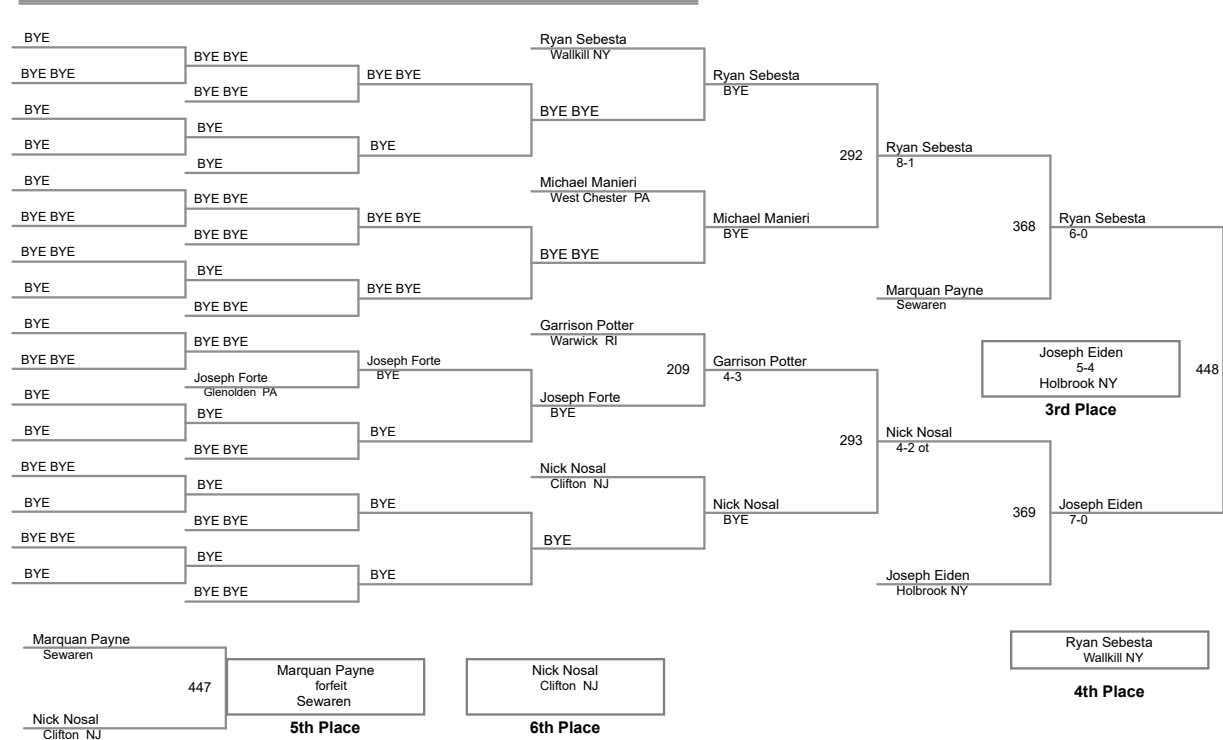 BYE
BYE BYE
BYE
BYE
BYE
BYE BYE
BYE BYE
BYE
BYE
BYE BYE
BYE
BYE
BYE BYE
BYE
BYE BYE
BYE
BYE BYE
BYE BYE
BYE
BYE
BYE BYE
BYE BYE
BYE
BYE BYE
BYE BYE
Joseph Forte
Glenolden PA
BYE
BYE BYE
BYE
BYE BYE
BYE
BYE BYE
BYE BYE
BYE
BYE BYE
BYE BYE
Joseph Forte
BYE
BYE
BYE
BYE
Ryan Sebesta
Wallkill NY
BYE BYE
Michael Manieri
West Chester PA
BYE BYE
Garrison Potter
Warwick RI
209
Joseph Forte
BYE
Nick Nosal
Clifton NJ
BYE
Ryan Sebesta
BYE
292
Michael Manieri
BYE
Garrison Potter
4-3
293
Nick Nosal
BYE
Ryan Sebesta
8-1
368
Marquan Payne
Sewaren
Nick Nosal
4-2 ot
369
Joseph Eiden
Holbrook NY
Ryan Sebesta
6-0
448
Joseph Eiden
7-0
Joseph Eiden
5-4
Holbrook NY
3rd Place
Ryan Sebesta
Wallkill NY
4th Place
Marquan Payne
Sewaren
447
Nick Nosal
Clifton NJ
Marquan Payne
forfeit
Sewaren
5th Place
Nick Nosal
Clifton NJ
6th Place